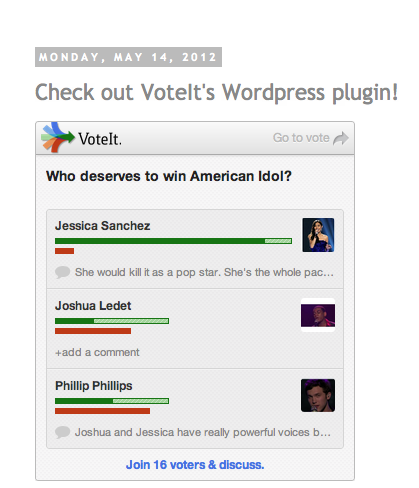 MONDAY, MAY 14, 2012
Check out VoteIt's Wordpress plugin!
VoteIt.
Go to vote
Who deserves to win American Idol?
Jessica Sanchez
She would kill it as a pop star. She's the whole pac...
Joshua Ledet
+add a comment
Phillip Phillips
Joshua and Jessica have really powerful voices b...
Join 16 voters & discuss.